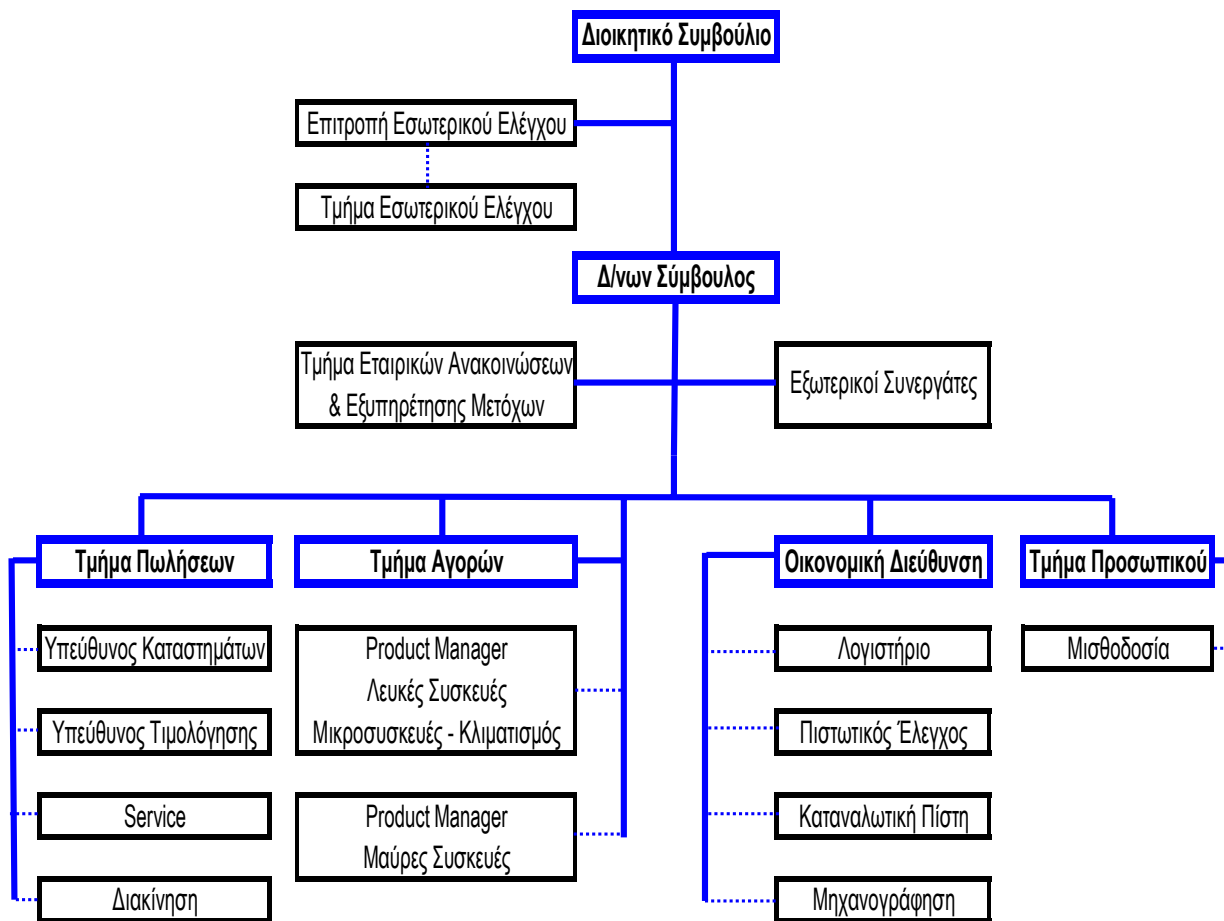 Διοικητικό Συμβούλιο
Επιτροπή Εσωτερικού Ελέγχου
Τμήμα Εσωτερικού Ελέγχου
Δ/νων Σύμβουλος
Τμήμα Εταιρικών Ανακοινώσεων
& Εξυπηρέτησης Μετόχων
Εξωτερικοί Συνεργάτες
Τμήμα Πωλήσεων
Υπεύθυνος Καταστημάτων
Υπεύθυνος Τιμολόγησης
Service
Διακίνηση
Τμήμα Αγορών
Product Manager
Λευκές Συσκευές
Μικροσυσκευές - Κλιματισμός
Product Manager
Μαύρες Συσκευές
Οικονομική Διεύθυνση
Λογιστήριο
Πιστωτικός Έλεγχος
Καταναλωτική Πίστη
Μηχανογράφηση
Τμήμα Προσωπικού
Μισθοδοσία